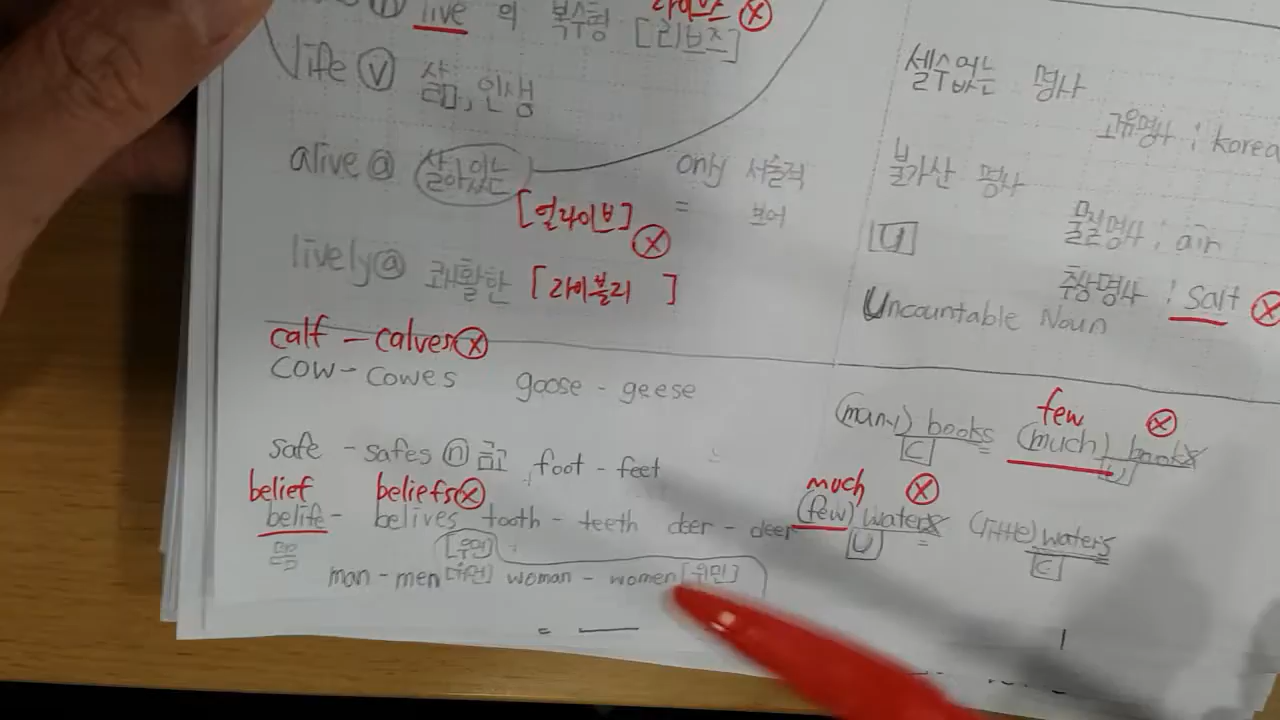 live 의 복수형 [리브즈] ⓧ
life ⓥ 삶, 인생
alive ⓐ 살아있는 only 서술적
[얼라이브] ⓧ = 보어
lively ⓐ 쾌활한 [라이블리 ]
calf - calves ⓧ
cow - cowes goose - geese
safe - safes ⓝ 금고 foot - feet
belief beliefs ⓧ
belife - belives tooth - teeth deer - deer
믐 [우먼]
man - men woman - women [위민]
셀수없는 명사
고유명사 ; korea
불가산 명사
물질명사 ; air
[U]
추상명사 ; Salt ⓧ
Uncountable Noun
few ⓧ
(many) books (much) books
[C] [U]
much ⓧ
(few) waters (little) waters
[U] = [C]